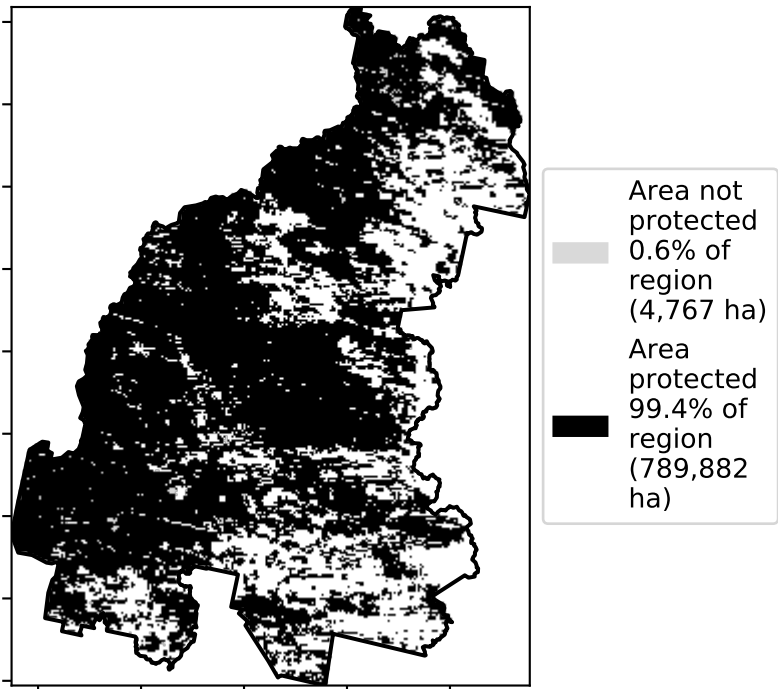 Area not
protected
0.6% of
region
(4,767 ha)
Area
protected
99.4% of
region
(789,882
ha)